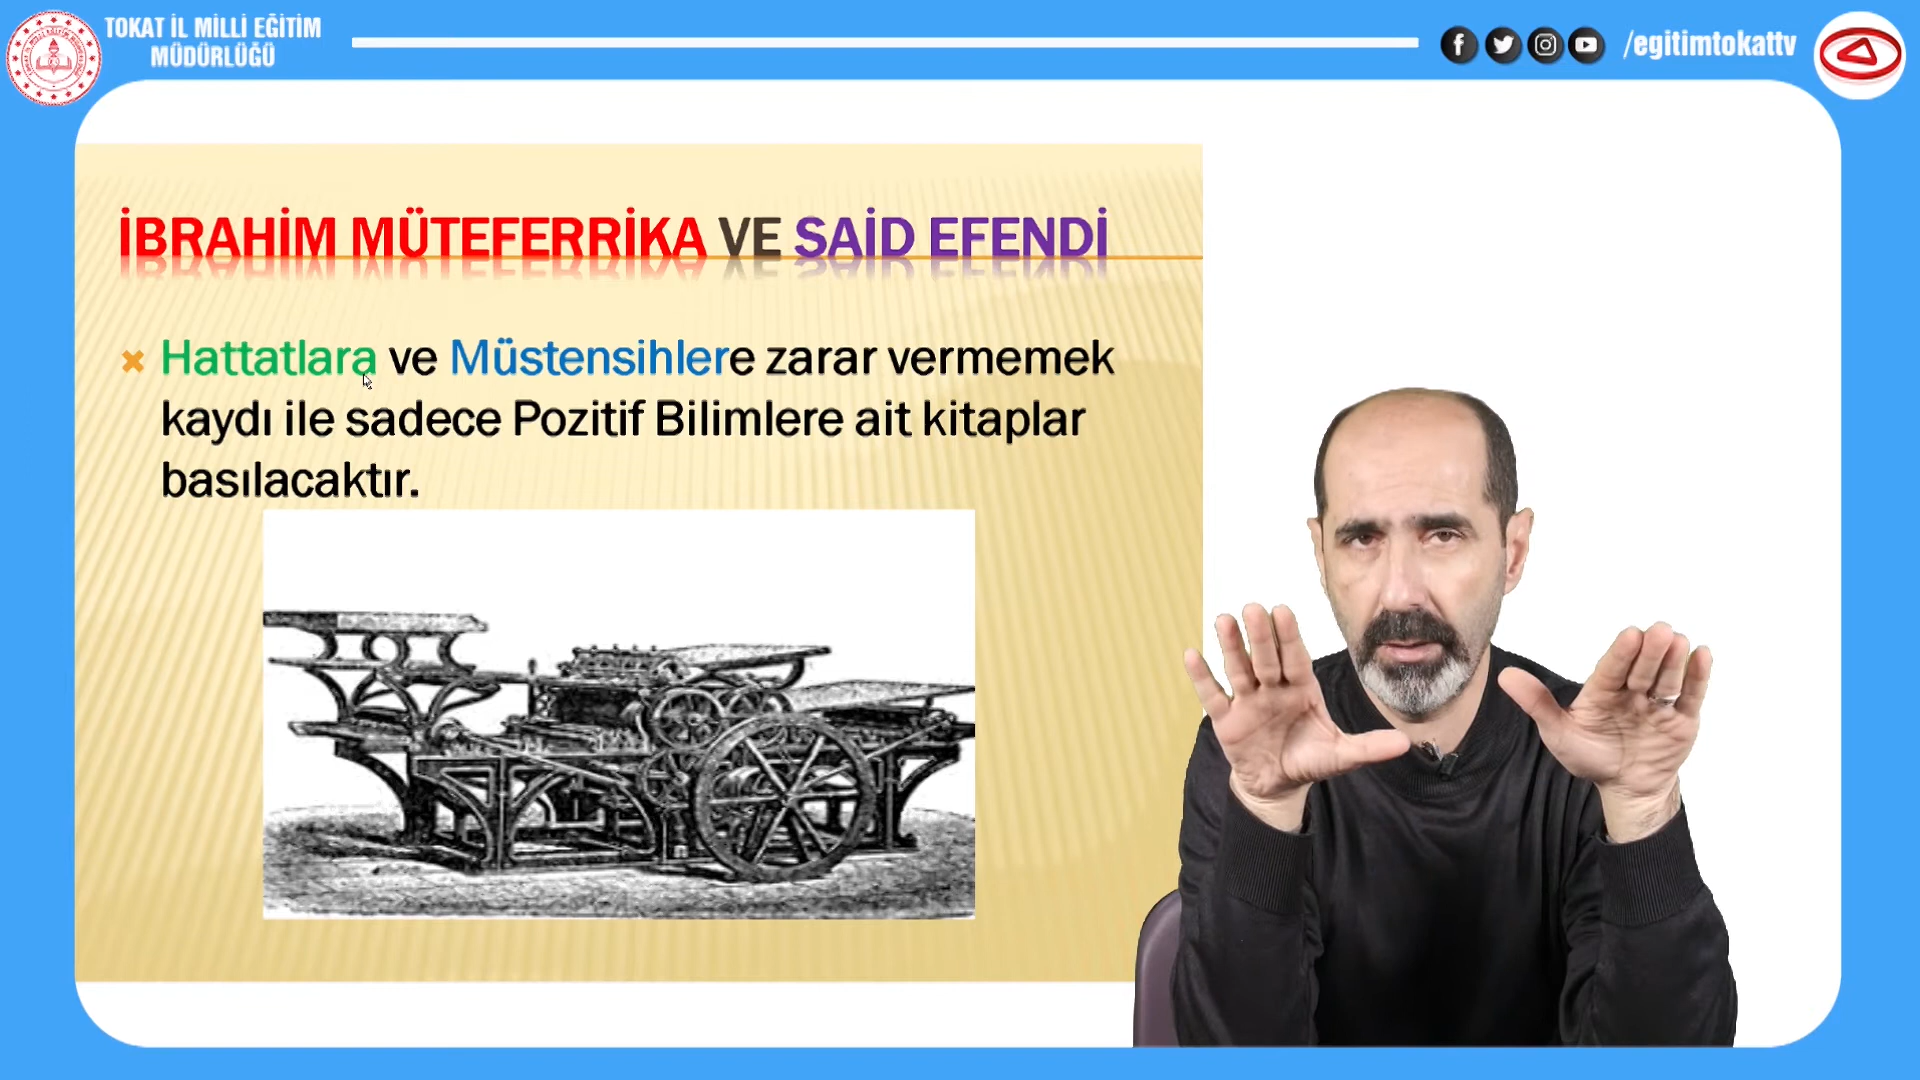 TOKAT İL MİLLİ EĞİTİM
MÜDÜRLÜĞÜ
/egitimtokattv
İBRAHİM MÜTEFERRİKA VE SAİD EFENDİ
Hattatlara ve Müstensihlere zarar vermemek
kaydı ile sadece Pozitif Bilimlere ait kitaplar
basılacaktır.